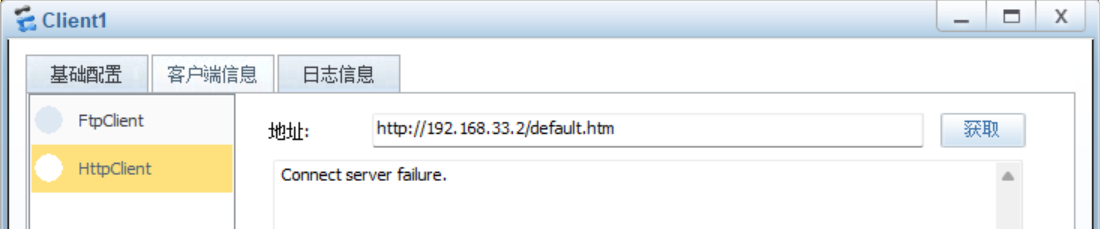 Client1
基础配置 客户端信息 日志信息
FtpClient
HttpClient
地址: http://192.168.33.2/default.htm 获取
Connect server failure.